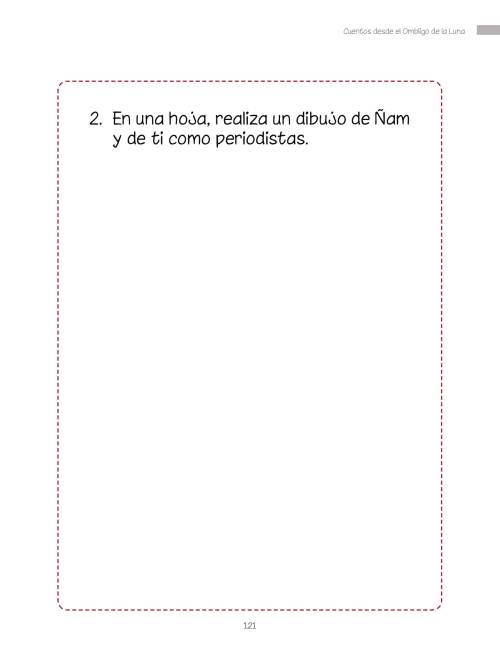 Cuentos desde el Ombligo de la Luna
2. En una hoja, realiza un dibujo de Ñam
y de ti como periodistas.
121